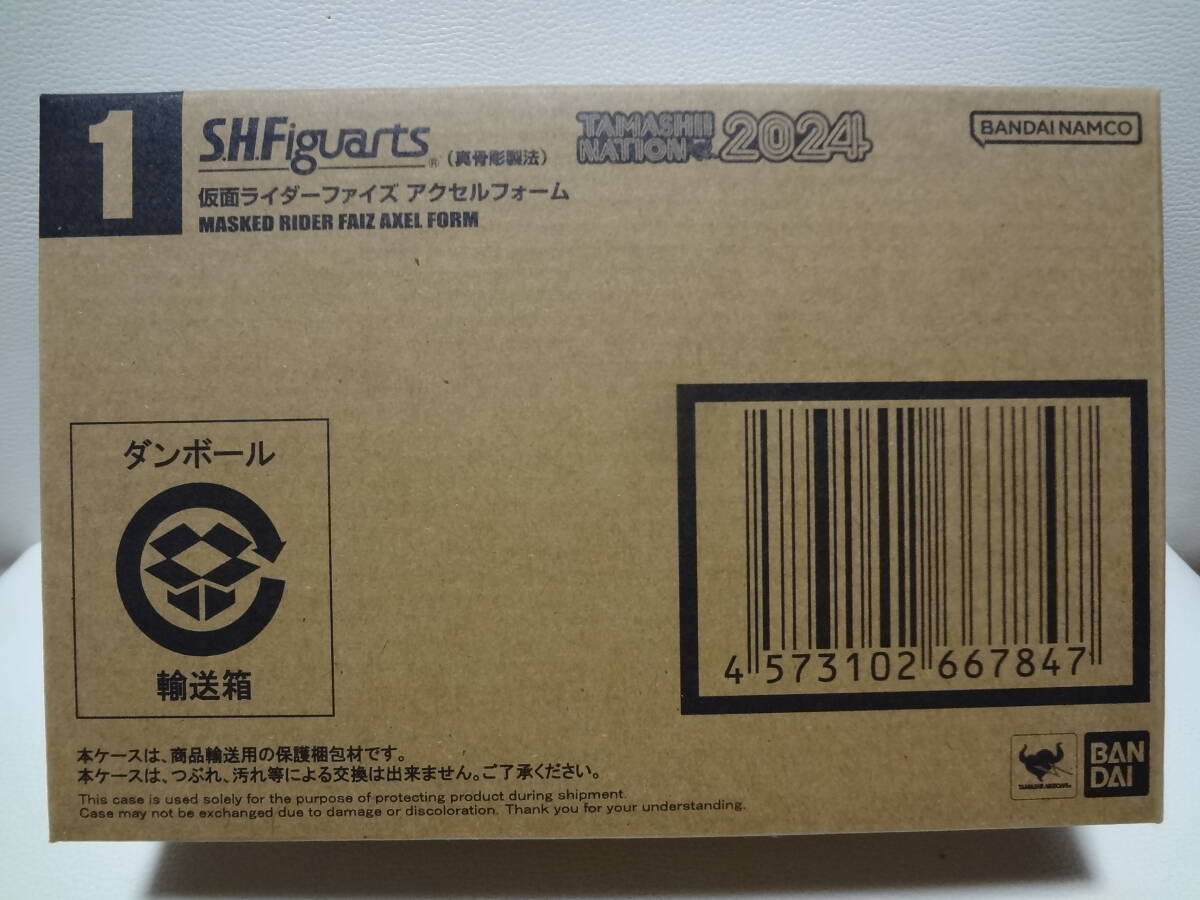 1
S.H.Figuarts® (真骨彫製法)
TAMASHII NATION 2024
BANDAI NAMCO
仮面ライダーファイズ アクセルフォーム
MASKED RIDER FAIZ AXEL FORM
ダンボール
輸送箱
4 573102 667847
本ケースは、商品輸送用の保護梱包材です。
本ケースは、つぶれ、汚れ等による交換は出来ません。ご了承ください。
This case is used solely for the purpose of protecting product during shipment.
Case may not be exchanged due to damage or discoloration. Thank you for your understanding.
TAMASHII NATIONS
BAN
DAI